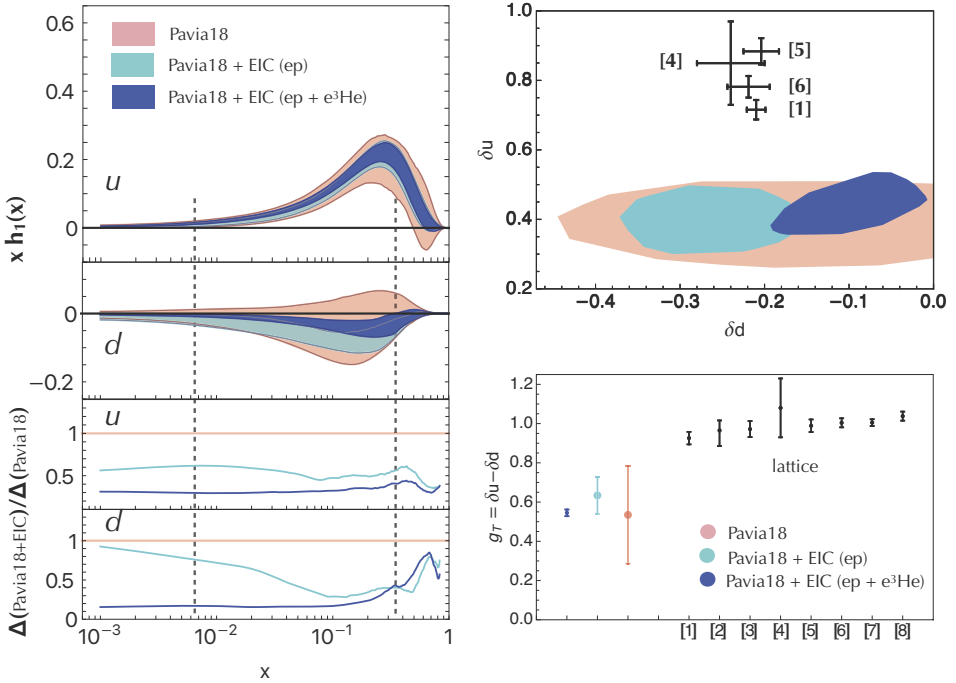 x h₁(x)
0.6
0.4
0.2
0
Pavia18
Pavia18 + EIC (ep)
Pavia18 + EIC (ep + e³He)
u
0
−0.2
d
Δ(Pavia18+EIC)/Δ(Pavia18)
u
1
0.5
d
1
0.5
0
10⁻³
10⁻²
10⁻¹
1
x
δu
1.0
0.8
0.6
0.4
0.2
[4]
[5]
[6]
[1]
−0.4
−0.3
−0.2
−0.1
0.0
δd
g_T = δu−δd
1.2
1.0
0.8
0.6
0.4
0.2
0.0
lattice
Pavia18
Pavia18 + EIC (ep)
Pavia18 + EIC (ep + e³He)
[1] [2] [3] [4] [5] [6] [7] [8]